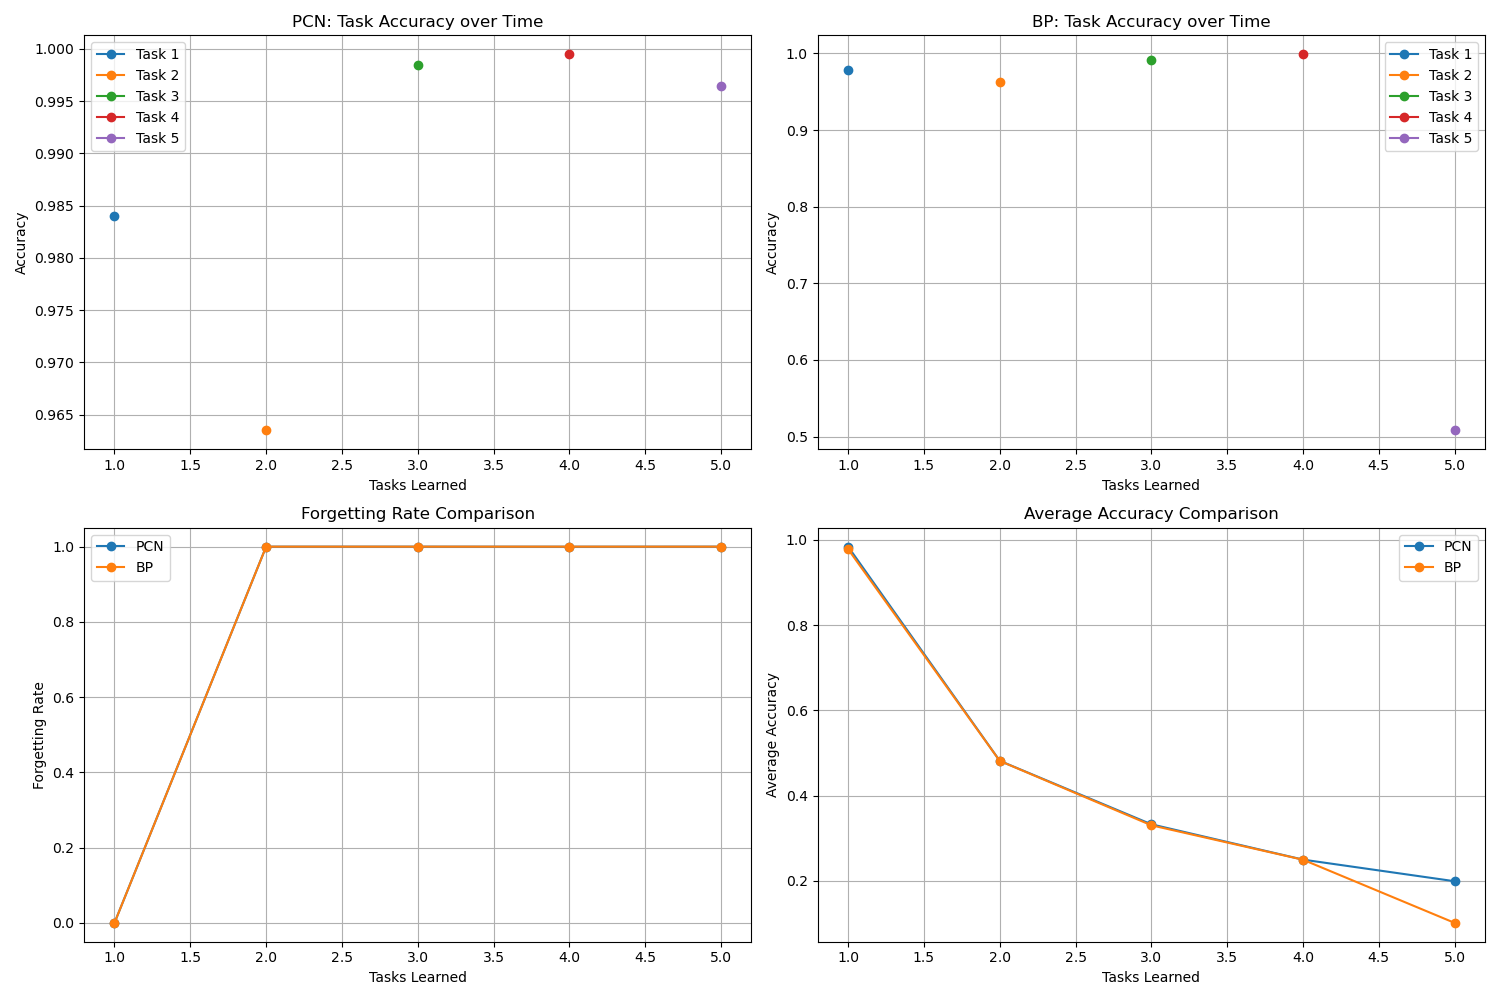 PCN: Task Accuracy over Time
Accuracy
1.000
0.995
0.990
0.985
0.980
0.975
0.970
0.965
Task 1
Task 2
Task 3
Task 4
Task 5
1.0 1.5 2.0 2.5 3.0 3.5 4.0 4.5 5.0
Tasks Learned
BP: Task Accuracy over Time
Accuracy
1.0
0.9
0.8
0.7
0.6
0.5
Task 1
Task 2
Task 3
Task 4
Task 5
1.0 1.5 2.0 2.5 3.0 3.5 4.0 4.5 5.0
Tasks Learned
Forgetting Rate Comparison
Forgetting Rate
1.0
0.8
0.6
0.4
0.2
0.0
PCN
BP
1.0 1.5 2.0 2.5 3.0 3.5 4.0 4.5 5.0
Tasks Learned
Average Accuracy Comparison
Average Accuracy
1.0
0.8
0.6
0.4
0.2
PCN
BP
1.0 1.5 2.0 2.5 3.0 3.5 4.0 4.5 5.0
Tasks Learned